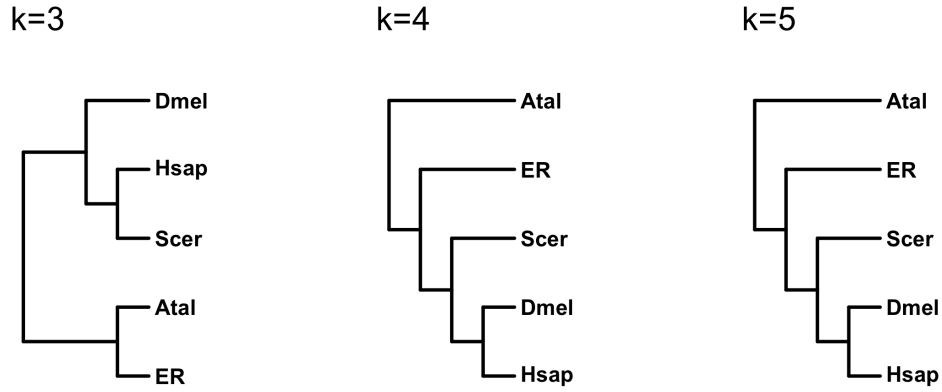 k=3
Dmel
Hsap
Scer
Atal
ER
k=4
Atal
ER
Scer
Dmel
Hsap
k=5
Atal
ER
Scer
Dmel
Hsap